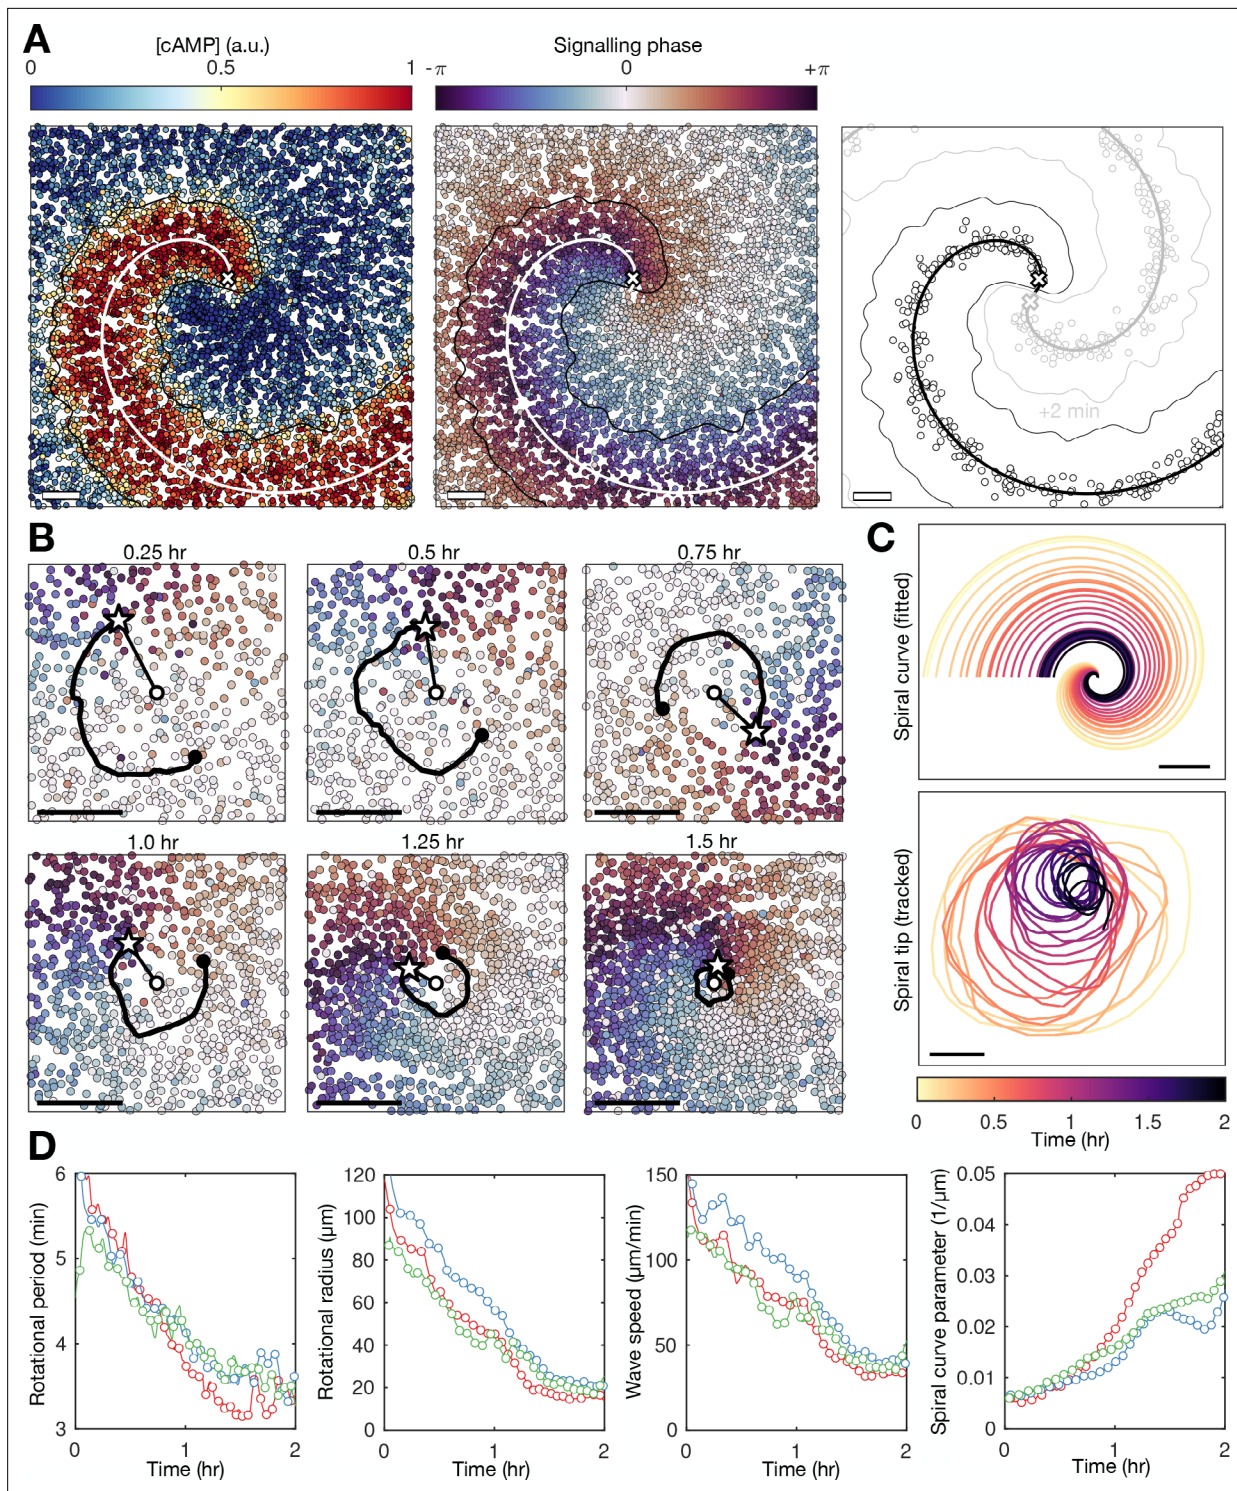 A
[cAMP] (a.u.)
0 0.5 1
Signalling phase
-π 0 +π
+2 min
B
0.25 hr
0.5 hr
0.75 hr
1.0 hr
1.25 hr
1.5 hr
C
Spiral curve (fitted)
Spiral tip (tracked)
0 0.5 1 1.5 2
Time (hr)
D
Rotational period (min)
6
5
4
3
0 1 2
Time (hr)
Rotational radius (µm)
120
100
80
60
40
20
0
0 1 2
Time (hr)
Wave speed (µm/min)
150
100
50
0
0 1 2
Time (hr)
Spiral curve parameter (1/µm)
0.05
0.04
0.03
0.02
0.01
0
0 1 2
Time (hr)